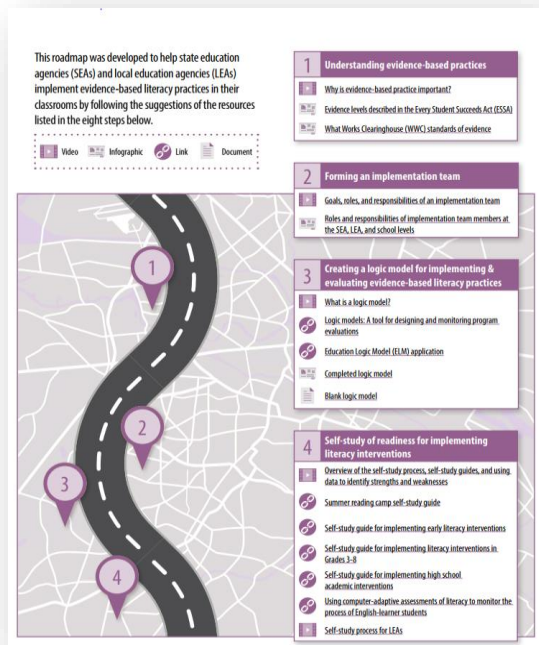 This roadmap was developed to help state education
agencies (SEAs) and local education agencies (LEAs)
implement evidence-based literacy practices in their
classrooms by following the suggestions of the resources
listed in the eight steps below.
Video Infographic Link Document
1
2
3
4
1 Understanding evidence-based practices
Why is evidence-based practice important?
Evidence levels described in the Every Student Succeeds Act (ESSA)
What Works Clearinghouse (WWC) standards of evidence
2 Forming an implementation team
Goals, roles, and responsibilities of an implementation team
Roles and responsibilities of implementation team members at
the SEA, LEA, and school levels
3 Creating a logic model for implementing &
evaluating evidence-based literacy practices
What is a logic model?
Logic models: A tool for designing and monitoring program
evaluations
Education Logic Model (ELM) application
Completed logic model
Blank logic model
4 Self-study of readiness for implementing
literacy interventions
Overview of the self-study process, self-study guides, and using
data to identify strengths and weaknesses
Summer reading camp self-study guide
Self-study guide for implementing early literacy interventions
Self-study guide for implementing literacy interventions in
Grades 3-8
Self-study guide for implementing high school
academic interventions
Using computer-adaptive assessments of literacy to monitor the
process of English-learner students
Self-study process for LEAs